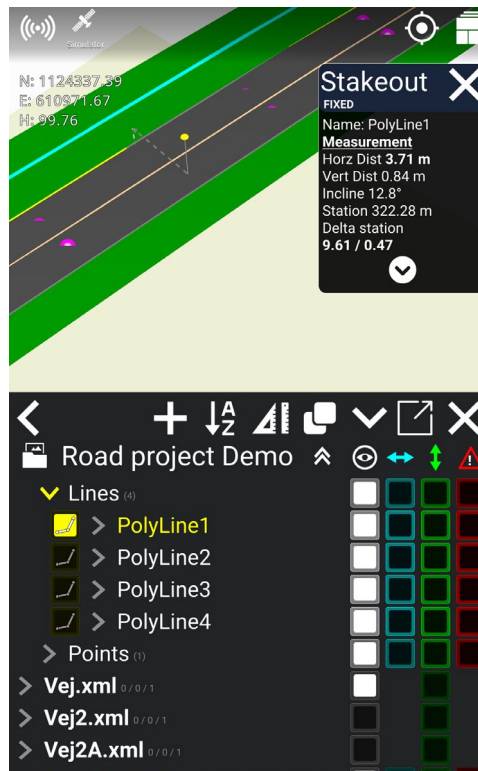 Simulator
N: 1124337.39
E: 610971.67
H: 99.76
Stakeout
FIXED
Name: PolyLine1
Measurement
Horz Dist 3.71 m
Vert Dist 0.84 m
Incline 12.8°
Station 322.28 m
Delta station
9.61 / 0.47
A
Z
Road project Demo
Lines (4)
PolyLine1
PolyLine2
PolyLine3
PolyLine4
Points (1)
Vej.xml 0/0/1
Vej2.xml 0/0/1
Vej2A.xml 0/0/1